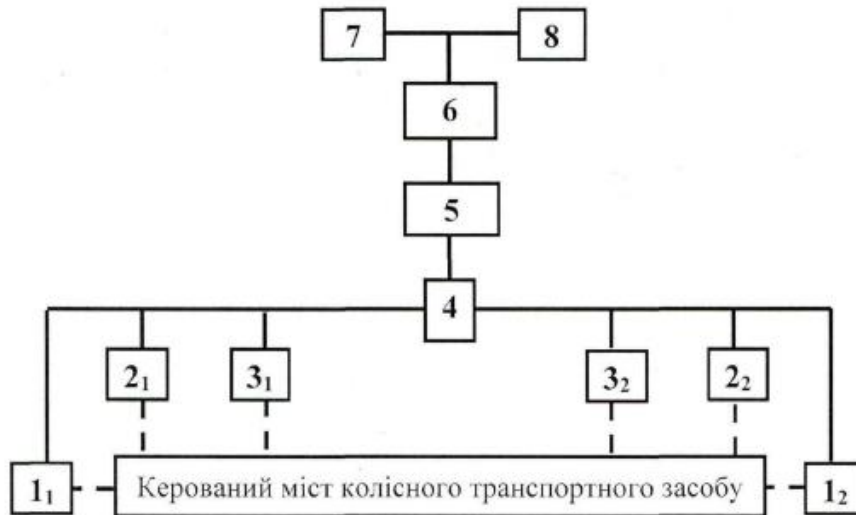 7 8
6
5
4
2₁ 3₁ 3₂ 2₂
1₁ Керований міст колісного транспортного засобу 1₂